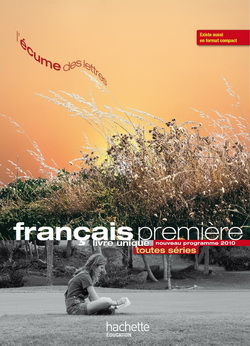 l'écume des lettres
Existe aussi
en format compact
français première
livre unique nouveau programme 2010
toutes séries
hachette
ÉDUCATION